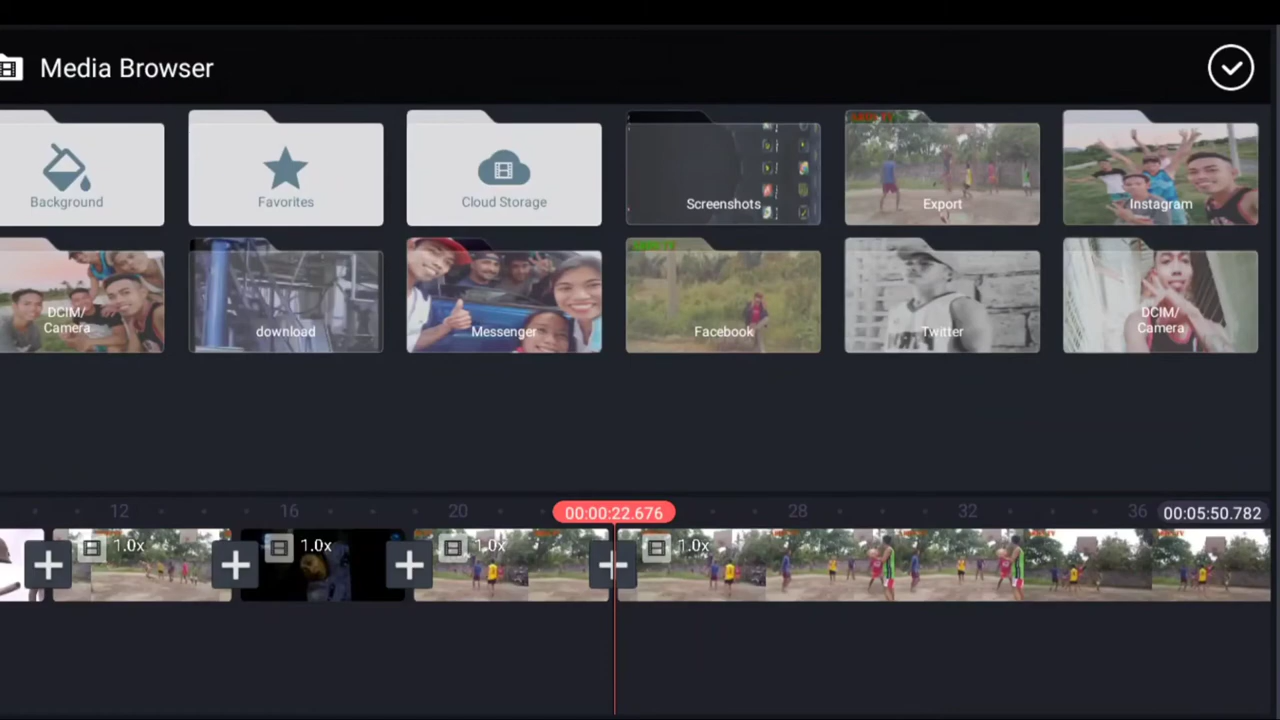 Media Browser
Background
Favorites
Cloud Storage
Screenshots
Export
Instagram
DCIM/
Camera
download
Messenger
Facebook
Twitter
DCIM/
Camera
12
16
20
00:00:22.676
28
32
36
00:05:50.782
1.0x
1.0x
1.0x
1.0x